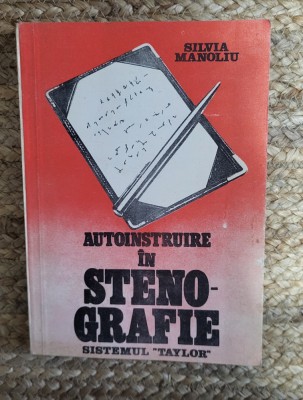 SILVIA
MANOLIU
AUTOINSTRUIRE
ÎN
STENO-
GRAFIE
SISTEMUL "TAYLOR"